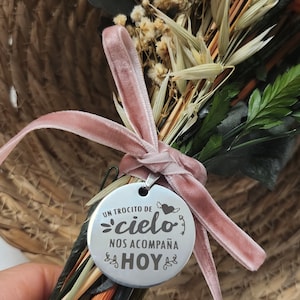 UN TROCITO DE
cielo
NOS ACOMPAÑA
HOY